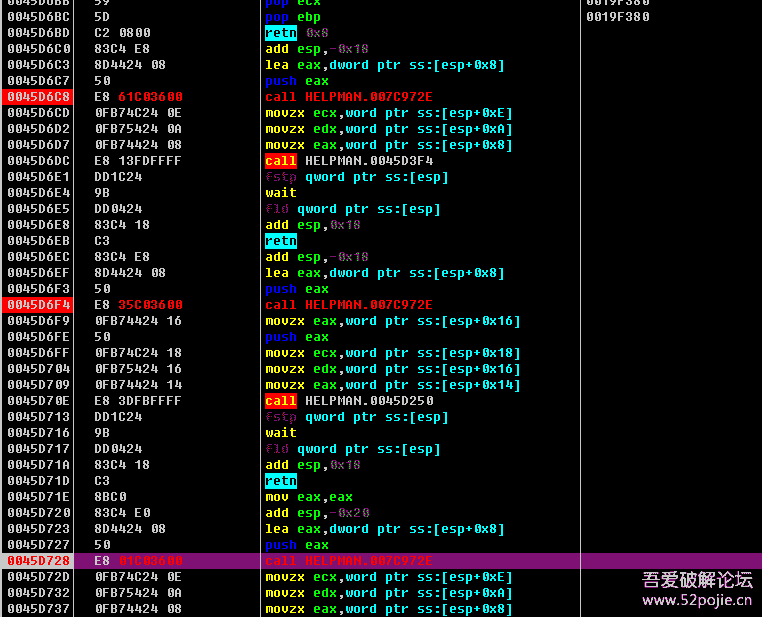 0045D6BB 59 pop ecx 0019F380
0045D6BC 5D pop ebp 0019F380
0045D6BD C2 0800 retn 0x8
0045D6C0 83C4 E8 add esp,-0x18
0045D6C3 8D4424 08 lea eax,dword ptr ss:[esp+0x8]
0045D6C7 50 push eax
0045D6C8 E8 61C03600 call HELPMAN.007C972E
0045D6CD 0FB74C24 0E movzx ecx,word ptr ss:[esp+0xE]
0045D6D2 0FB75424 0A movzx edx,word ptr ss:[esp+0xA]
0045D6D7 0FB74424 08 movzx eax,word ptr ss:[esp+0x8]
0045D6DC E8 13FDFFFF call HELPMAN.0045D3F4
0045D6E1 DD1C24 fstp qword ptr ss:[esp]
0045D6E4 9B wait
0045D6E5 DD0424 fld qword ptr ss:[esp]
0045D6E8 83C4 18 add esp,0x18
0045D6EB C3 retn
0045D6EC 83C4 E8 add esp,-0x18
0045D6EF 8D4424 08 lea eax,dword ptr ss:[esp+0x8]
0045D6F3 50 push eax
0045D6F4 E8 35C03600 call HELPMAN.007C972E
0045D6F9 0FB74424 16 movzx eax,word ptr ss:[esp+0x16]
0045D6FE 50 push eax
0045D6FF 0FB74C24 18 movzx ecx,word ptr ss:[esp+0x18]
0045D704 0FB75424 16 movzx edx,word ptr ss:[esp+0x16]
0045D709 0FB74424 14 movzx eax,word ptr ss:[esp+0x14]
0045D70E E8 3DFBFFFF call HELPMAN.0045D250
0045D713 DD1C24 fstp qword ptr ss:[esp]
0045D716 9B wait
0045D717 DD0424 fld qword ptr ss:[esp]
0045D71A 83C4 18 add esp,0x18
0045D71D C3 retn
0045D71E 8BC0 mov eax,eax
0045D720 83C4 E0 add esp,-0x20
0045D723 8D4424 08 lea eax,dword ptr ss:[esp+0x8]
0045D727 50 push eax
0045D728 E8 01C03600 call HELPMAN.007C972E
0045D72D 0FB74C24 0E movzx ecx,word ptr ss:[esp+0xE]
0045D732 0FB75424 0A movzx edx,word ptr ss:[esp+0xA]
0045D737 0FB74424 08 movzx eax,word ptr ss:[esp+0x8]
吾爱破解论坛
www.52pojie.cn